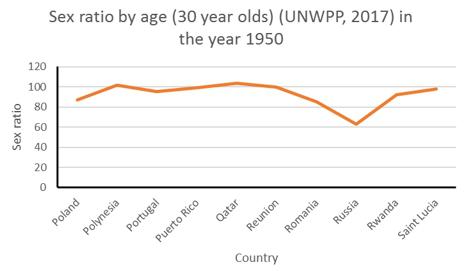 Sex ratio by age (30 year olds) (UNWPP, 2017) in
the year 1950
120
100
80
60
40
20
0
Sex ratio
Poland
Polynesia
Portugal
Puerto Rico
Qatar
Reunion
Romania
Russia
Rwanda
Saint Lucia
Country